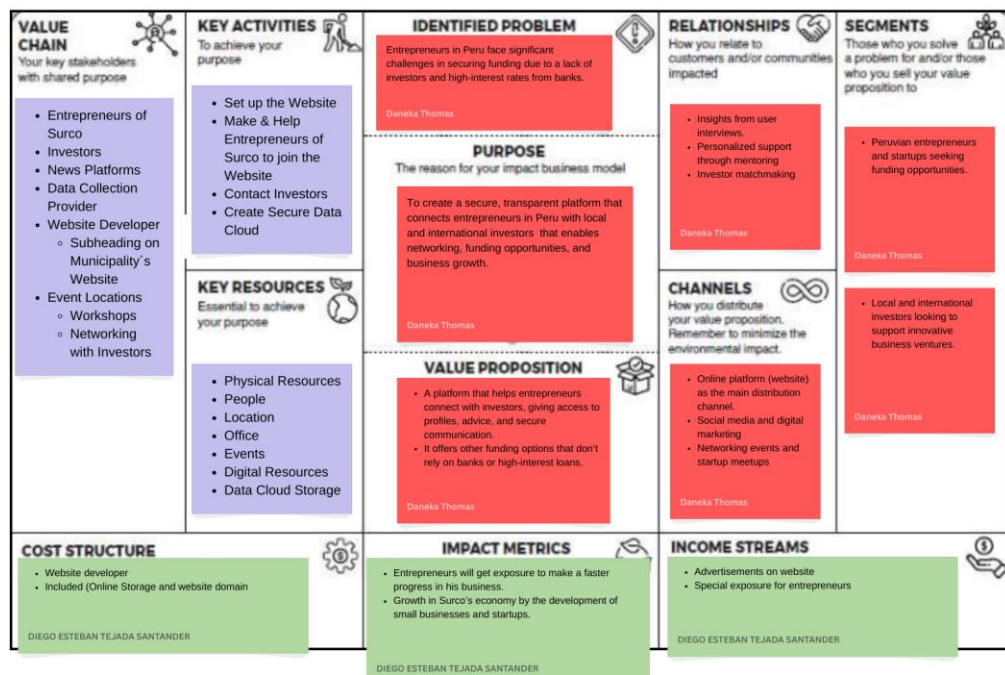 VALUE
CHAIN
Your key stakeholders
with shared purpose
Entrepreneurs of
Surco
Investors
News Platforms
Data Collection
Provider
Website Developer
Subheading on
Municipality´s
Website
Event Locations
Workshops
Networking
with Investors
KEY ACTIVITIES
To achieve your
purpose
Set up the Website
Make & Help
Entrepreneurs of
Surco to join the
Website
Contact Investors
Create Secure Data
Cloud
KEY RESOURCES
Essential to achieve
your purpose
Physical Resources
People
Location
Office
Events
Digital Resources
Data Cloud Storage
IDENTIFIED PROBLEM
Entrepreneurs in Peru face significant
challenges in securing funding due to a lack of
investors and high-interest rates from banks.
Daneka Thomas
PURPOSE
The reason for your impact business model
To create a secure, transparent platform that
connects entrepreneurs in Peru with local
and international investors that enables
networking, funding opportunities, and
business growth.
Daneka Thomas
VALUE PROPOSITION
A platform that helps entrepreneurs
connect with investors, giving access to
profiles, advice, and secure
communication.
It offers other funding options that don't
rely on banks or high-interest loans.
Daneka Thomas
RELATIONSHIPS
How you relate to
customers and/or communities
impacted
Insights from user
interviews.
Personalized support
through mentoring
Investor matchmaking
Daneka Thomas
CHANNELS
How you distribute
your value proposition.
Remember to minimize the
environmental impact.
Online platform (website)
as the main distribution
channel.
Social media and digital
marketing
Networking events and
startup meetups
Daneka Thomas
SEGMENTS
Those who you solve
a problem for and/or those
who you sell your value
proposition to
Peruvian entrepreneurs
and startups seeking
funding opportunities.
Daneka Thomas
Local and international
investors looking to
support innovative
business ventures.
Daneka Thomas
COST STRUCTURE
Website developer
Included (Online Storage and website domain
DIEGO ESTEBAN TEJADA SANTANDER
IMPACT METRICS
Entrepreneurs will get exposure to make a faster
progress in his business.
Growth in Surco's economy by the development of
small businesses and startups.
DIEGO ESTEBAN TEJADA SANTANDER
INCOME STREAMS
Advertisements on website
Special exposure for entrepreneurs
DIEGO ESTEBAN TEJADA SANTANDER